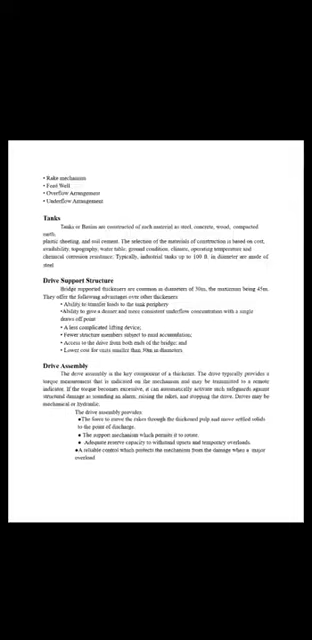 • Rake mechanism
• Feed Well
• Overflow Arrangement
• Underflow Arrangement
Tanks
Tanks or Basins are constructed of such material as steel, concrete, wood, compacted
earth,
plastic sheeting, and soil cement. The selection of the materials of construction is based on cost,
availability, topography, water table, ground condition, climate, operating temperature and
chemical corrosion resistance. Typically, industrial tanks up to 100 ft. in diameter are made of
steel
Drive Support Structure
Bridge supported thickeners are common as diameters of 30m, the maximum being 45m.
They offer the following advantages over other thickeners
• Ability to transfer loads to the tank periphery
•Ability to give a denser and more consistent underflow concentration with a single
draws off point
• A less complicated lifting device;
• Fewer structure members subject to mud accumulation;
• Access to the drive from both ends of the bridge; and
• Lower cost for units smaller than 30m in diameters
Drive Assembly
The drive assembly is the key component of a thickener. The drive typically provides a
torque measurement that is indicated on the mechanism and may be transmitted to a remote
indicator. If the torque becomes excessive, it can automatically activate such safeguards against
structural damage as sounding an alarm, raising the rakes, and stopping the drive. Drives may be
mechanical or hydraulic.
The drive assembly provides
●The force to move the rakes through the thickened pulp and move settled solids
to the point of discharge.
● The support mechanism which permits it to rotate.
● Adequate reserve capacity to withstand upsets and temporary overloads.
●A reliable control which protects the mechanism from the damage when a major
overload